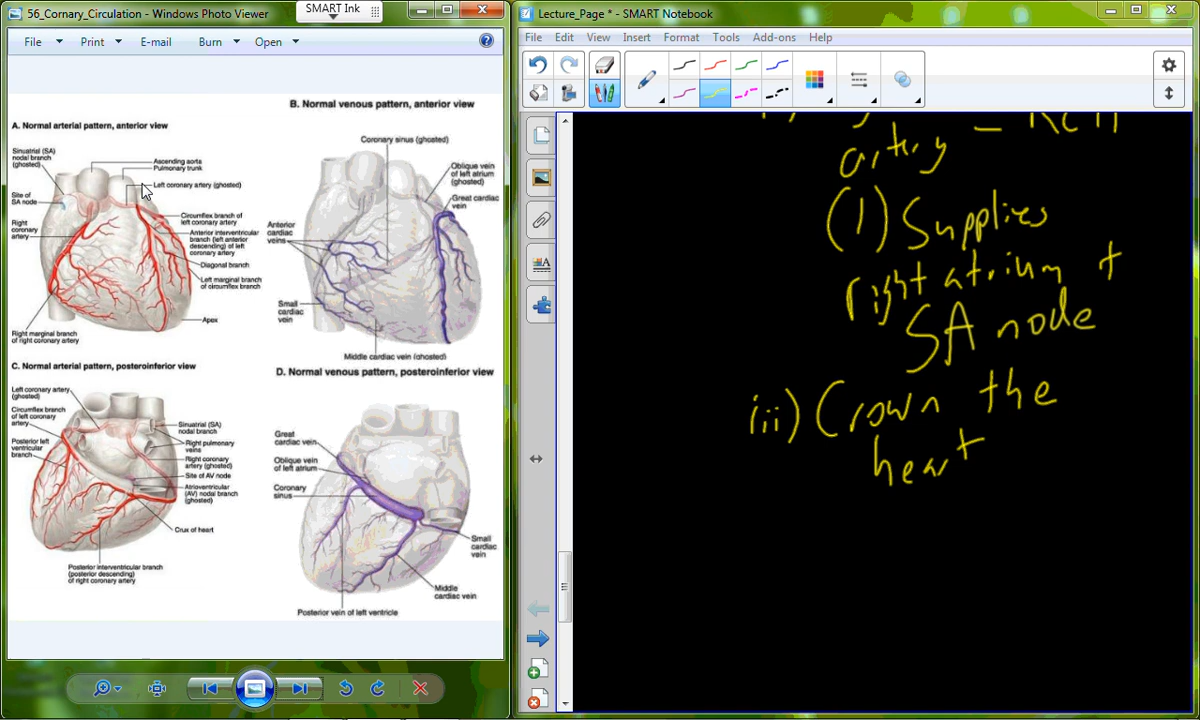 56_Cornary_Circulation - Windows Photo Viewer
SMART Ink
File Print E-mail Burn Open
B. Normal venous pattern, anterior view
A. Normal arterial pattern, anterior view
Sinuatrial (SA)
nodal branch
(ghosted)
Ascending aorta
Pulmonary trunk
Left coronary artery (ghosted)
Site of
SA node
Right
coronary
artery
Circumflex branch of
left coronary artery
Anterior interventricular
branch (left anterior
descending) of left
coronary artery
Diagonal branch
Left marginal branch
of circumflex branch
Apex
Right marginal branch
of right coronary artery
Coronary sinus (ghosted)
Oblique vein
of left atrium
(ghosted)
Great cardiac
vein
Anterior
cardiac
veins
Small
cardiac
vein
Middle cardiac vein (ghosted)
C. Normal arterial pattern, posteroinferior view
D. Normal venous pattern, posteroinferior view
Left coronary artery
(ghosted)
Circumflex branch
of left coronary
artery
Posterior left
ventricular
branch
Sinuatrial (SA)
nodal branch
Right pulmonary
veins
Right coronary
artery (ghosted)
Site of AV node
Atrioventricular
(AV) nodal branch
(ghosted)
Crux of heart
Posterior interventricular branch
(posterior descending)
of right coronary artery
Great
cardiac vein
Oblique vein
of left atrium
Coronary
sinus
Small
cardiac
vein
Middle
cardiac vein
Posterior vein of left ventricle
Lecture_Page * - SMART Notebook
File Edit View Insert Format Tools Add-ons Help
artery
(1) Supplies
right atrium +
SA node
iii) Crown the
heart